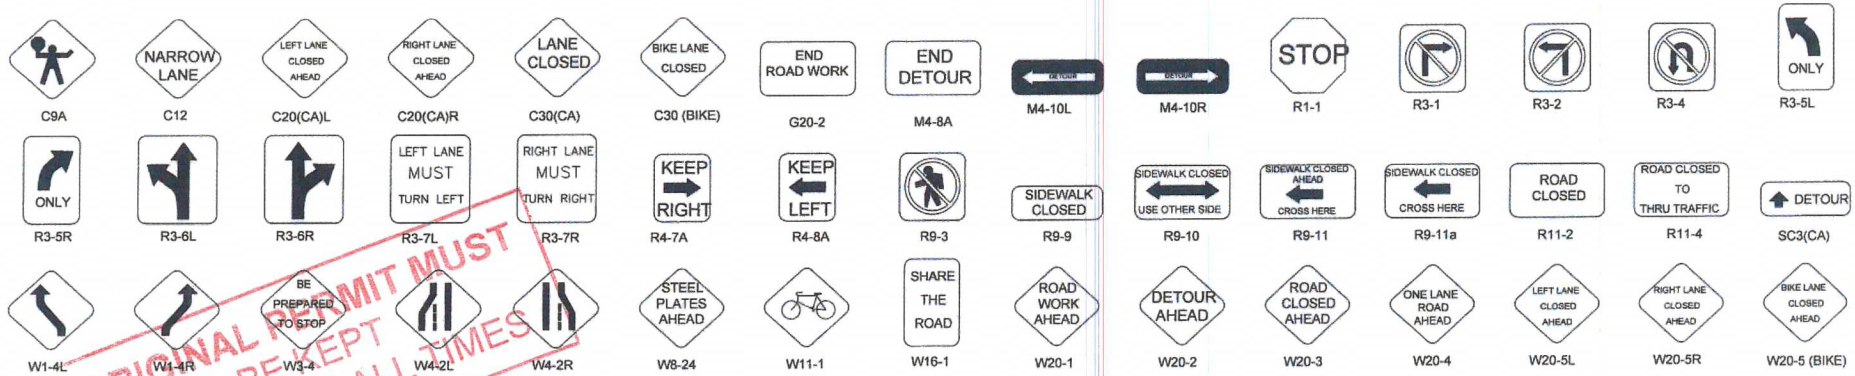 NARROW
LANE
LEFT LANE
CLOSED
AHEAD
RIGHT LANE
CLOSED
AHEAD
LANE
CLOSED
BIKE LANE
CLOSED
END
ROAD WORK
END
DETOUR
DETOUR
DETOUR
STOP
ONLY
C9A
C12
C20(CA)L
C20(CA)R
C30(CA)
C30 (BIKE)
G20-2
M4-8A
M4-10L
M4-10R
R1-1
R3-1
R3-2
R3-4
R3-5L
ONLY
LEFT LANE
MUST
TURN LEFT
RIGHT LANE
MUST
TURN RIGHT
KEEP
RIGHT
KEEP
LEFT
SIDEWALK
CLOSED
SIDEWALK CLOSED
USE OTHER SIDE
SIDEWALK CLOSED
AHEAD
CROSS HERE
SIDEWALK CLOSED
CROSS HERE
ROAD
CLOSED
ROAD CLOSED
TO
THRU TRAFFIC
DETOUR
R3-5R
R3-6L
R3-6R
R3-7L
R3-7R
R4-7A
R4-8A
R9-3
R9-9
R9-10
R9-11
R9-11a
R11-2
R11-4
SC3(CA)
BE
PREPARED
TO STOP
STEEL
PLATES
AHEAD
SHARE
THE
ROAD
ROAD
WORK
AHEAD
DETOUR
AHEAD
ROAD
CLOSED
AHEAD
ONE LANE
ROAD
AHEAD
LEFT LANE
CLOSED
AHEAD
RIGHT LANE
CLOSED
AHEAD
BIKE LANE
CLOSED
AHEAD
W1-4L
W1-4R
W3-4
W4-2L
W4-2R
W8-24
W11-1
W16-1
W20-1
W20-2
W20-3
W20-4
W20-5L
W20-5R
W20-5 (BIKE)
PERMIT MUST
BE KEPT
ALL TIMES